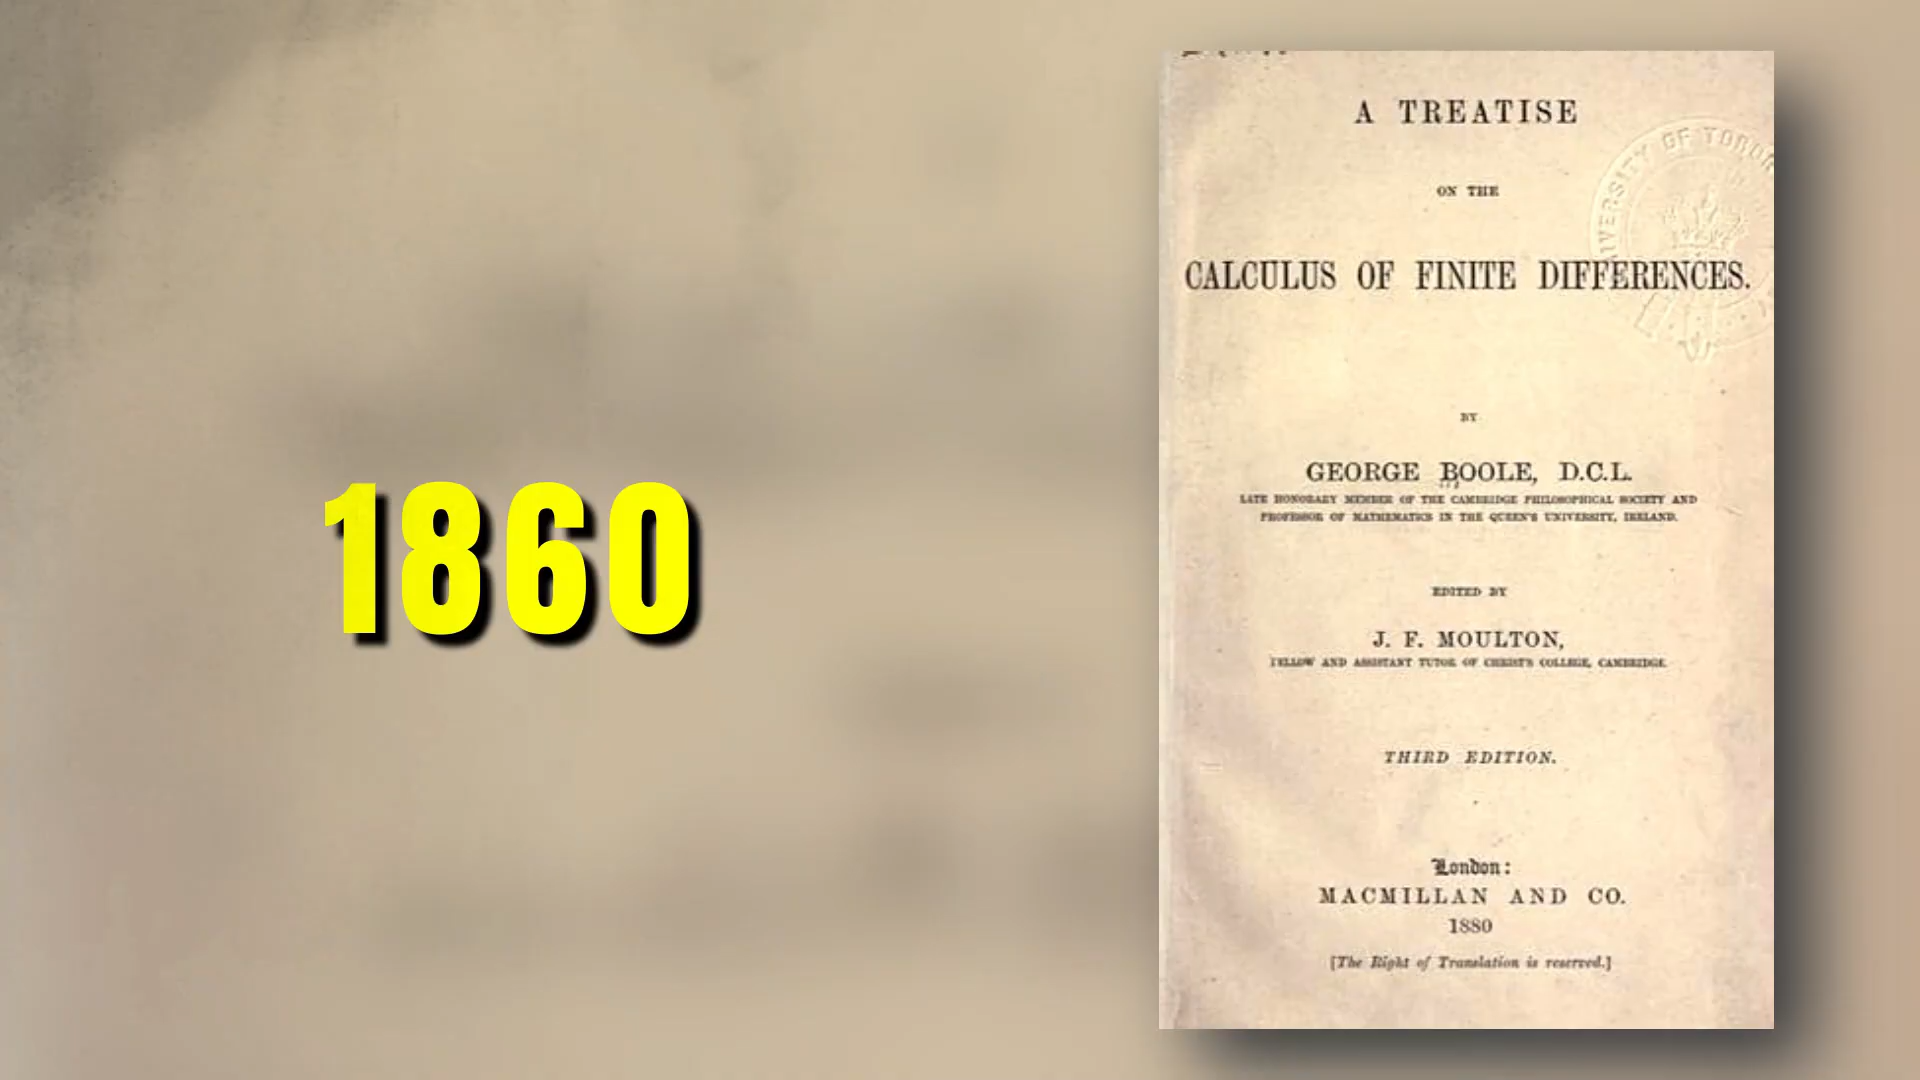 1860
A TREATISE
ON THE
CALCULUS OF FINITE DIFFERENCES.
BY
GEORGE BOOLE, D.C.L.
LATE HONORARY MEMBER OF THE CAMBRIDGE PHILOSOPHICAL SOCIETY AND
PROFESSOR OF MATHEMATICS IN THE QUEEN'S UNIVERSITY, IRELAND.
EDITED BY
J. F. MOULTON,
FELLOW AND ASSISTANT TUTOR OF CHRIST'S COLLEGE, CAMBRIDGE.
THIRD EDITION.
London:
MACMILLAN AND CO.
1880
[The Right of Translation is reserved.]